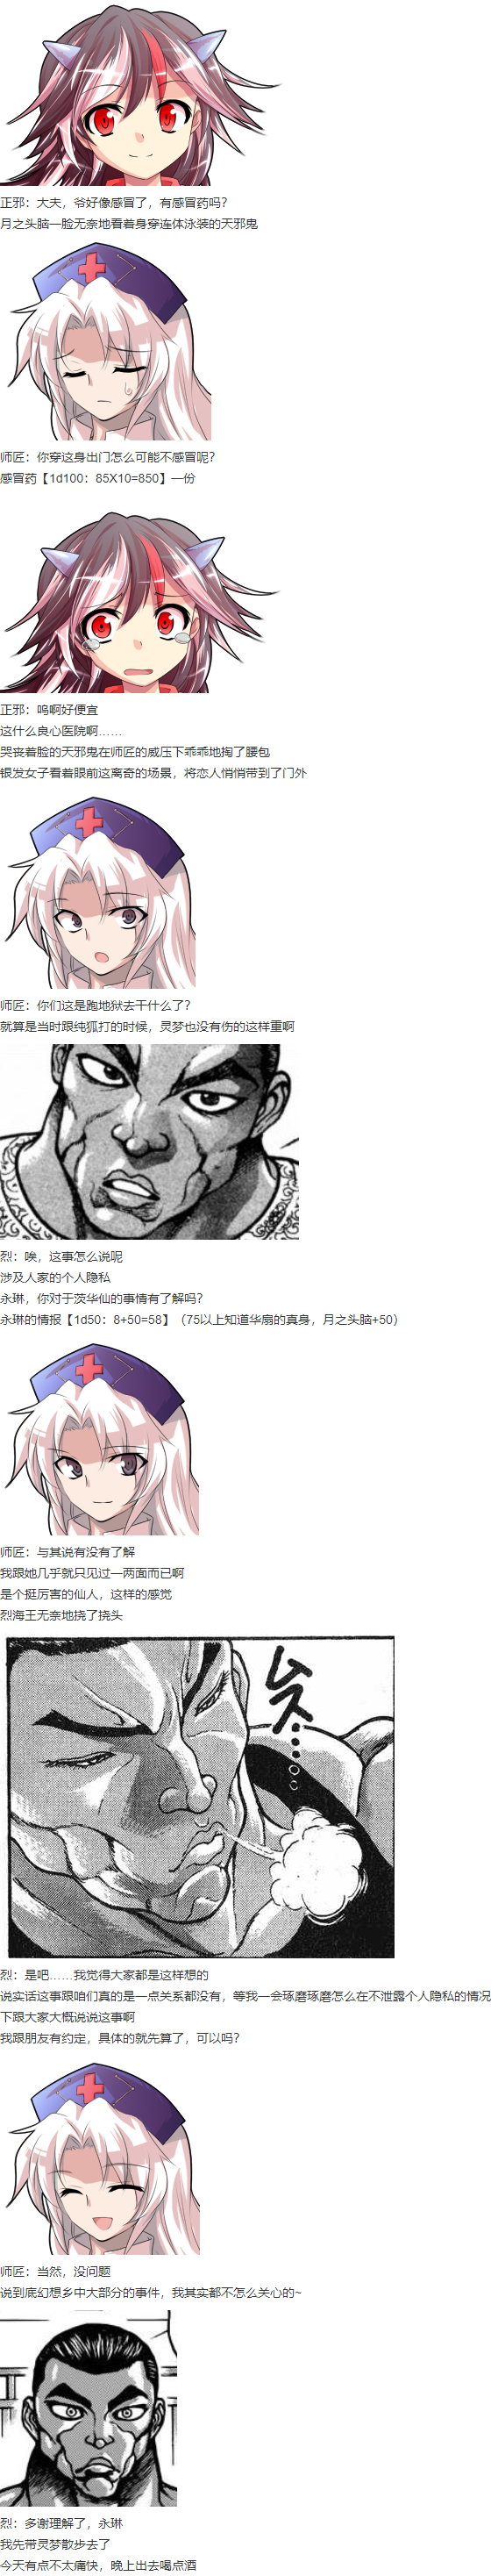 正邪：大夫，爷好像感冒了，有感冒药吗？
月之头脑一脸无奈地看着身穿连体泳装的天邪鬼
师匠：你穿这身出门怎么可能不感冒呢？
感冒药【1d100：85X10=850】一份
正邪：呜啊好便宜
这什么良心医院啊……
哭丧着脸的天邪鬼在师匠的威压下乖乖地掏了腰包
银发女子看着眼前这离奇的场景，将恋人悄悄带到了门外
师匠：你们这是跑地狱去干什么了？
就算是当时跟纯狐打的时候，灵梦也没有伤的这样重啊
烈：唉，这事怎么说呢
涉及人家的个人隐私
永琳，你对于茨华仙的事情有了解吗？
永琳的情报【1d50：8+50=58】（75以上知道华扇的真身，月之头脑+50）
师匠：与其说有没有了解
我跟她几乎就只见过一两面而已啊
是个挺厉害的仙人，这样的感觉
烈海王无奈地挠了挠头
ムス…
烈：是吧……我觉得大家都是这样想的
说实话这事跟咱们真的是一点关系都没有，等我一会琢磨琢磨怎么在不泄露个人隐私的情况
下跟大家大概说说这事啊
我跟朋友有约定，具体的就先算了，可以吗？
师匠：当然，没问题
说到底幻想乡中大部分的事件，我其实都不怎么关心的~
烈：多谢理解了，永琳
我先带灵梦散步去了
今天有点不太痛快，晚上出去喝点酒